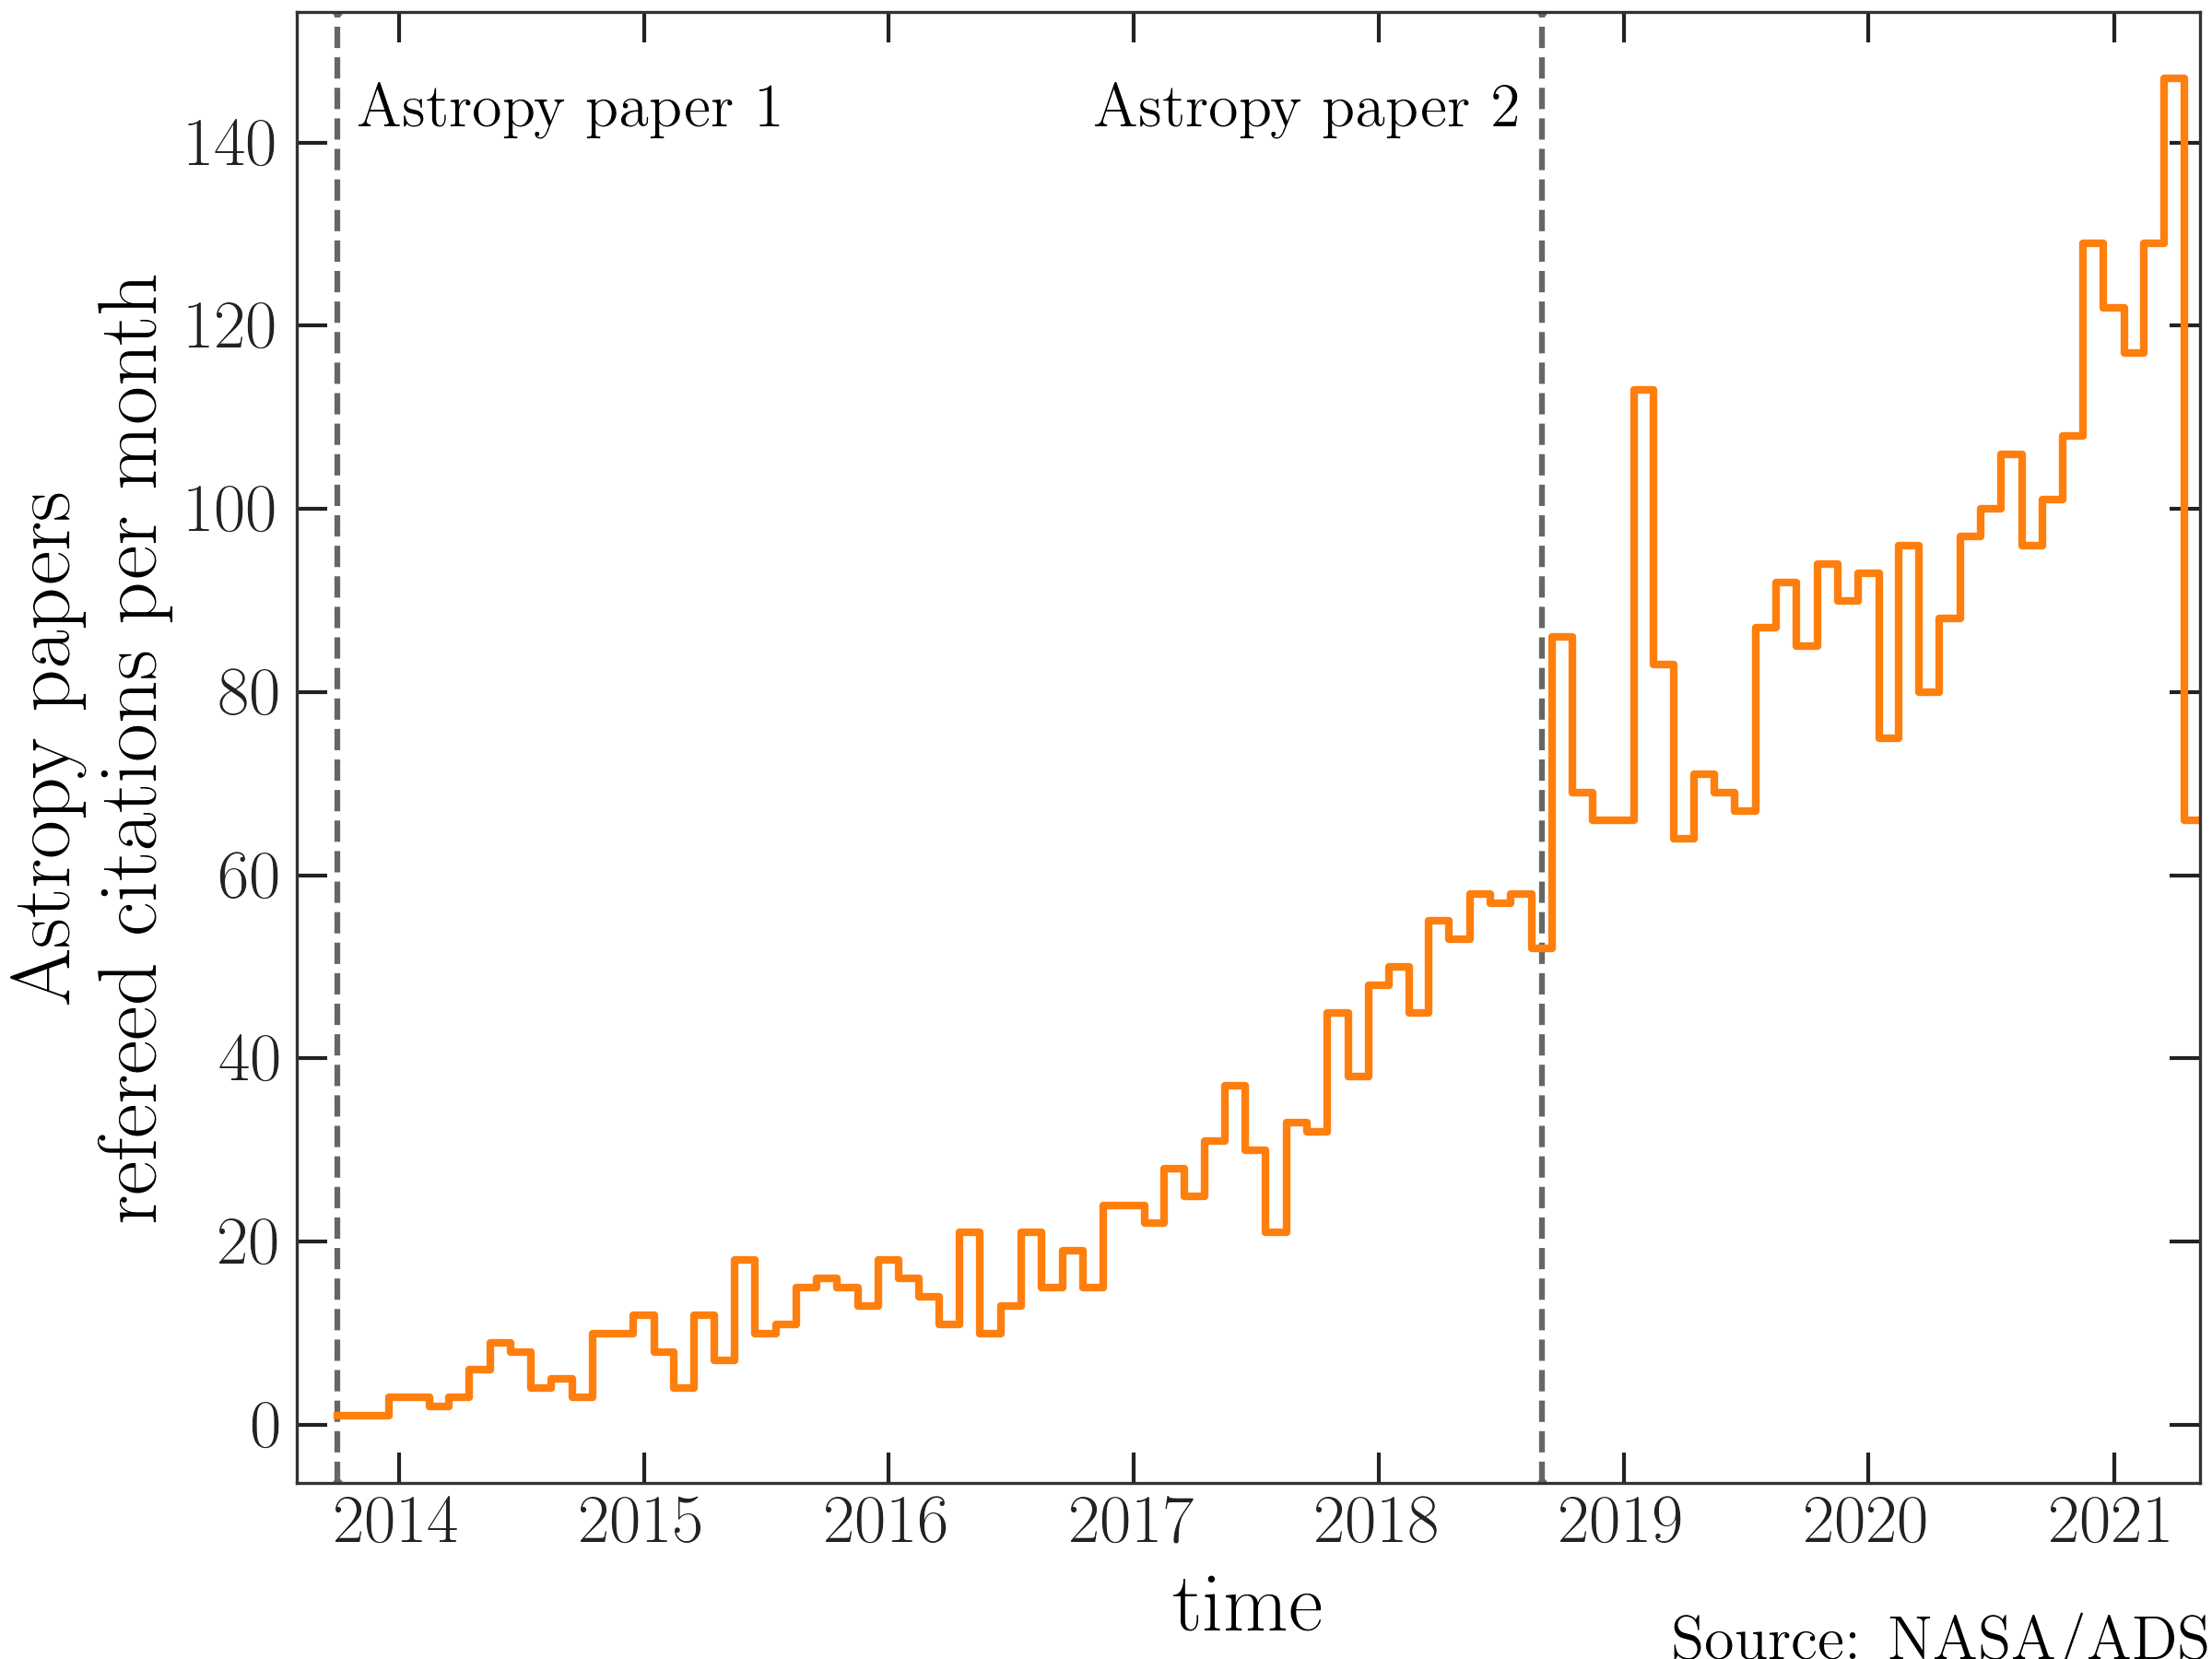 Astropy paper 1
Astropy paper 2
Astropy papers
refereed citations per month
140
120
100
80
60
40
20
0
2014
2015
2016
2017
2018
2019
2020
2021
time
Source: NASA/ADS